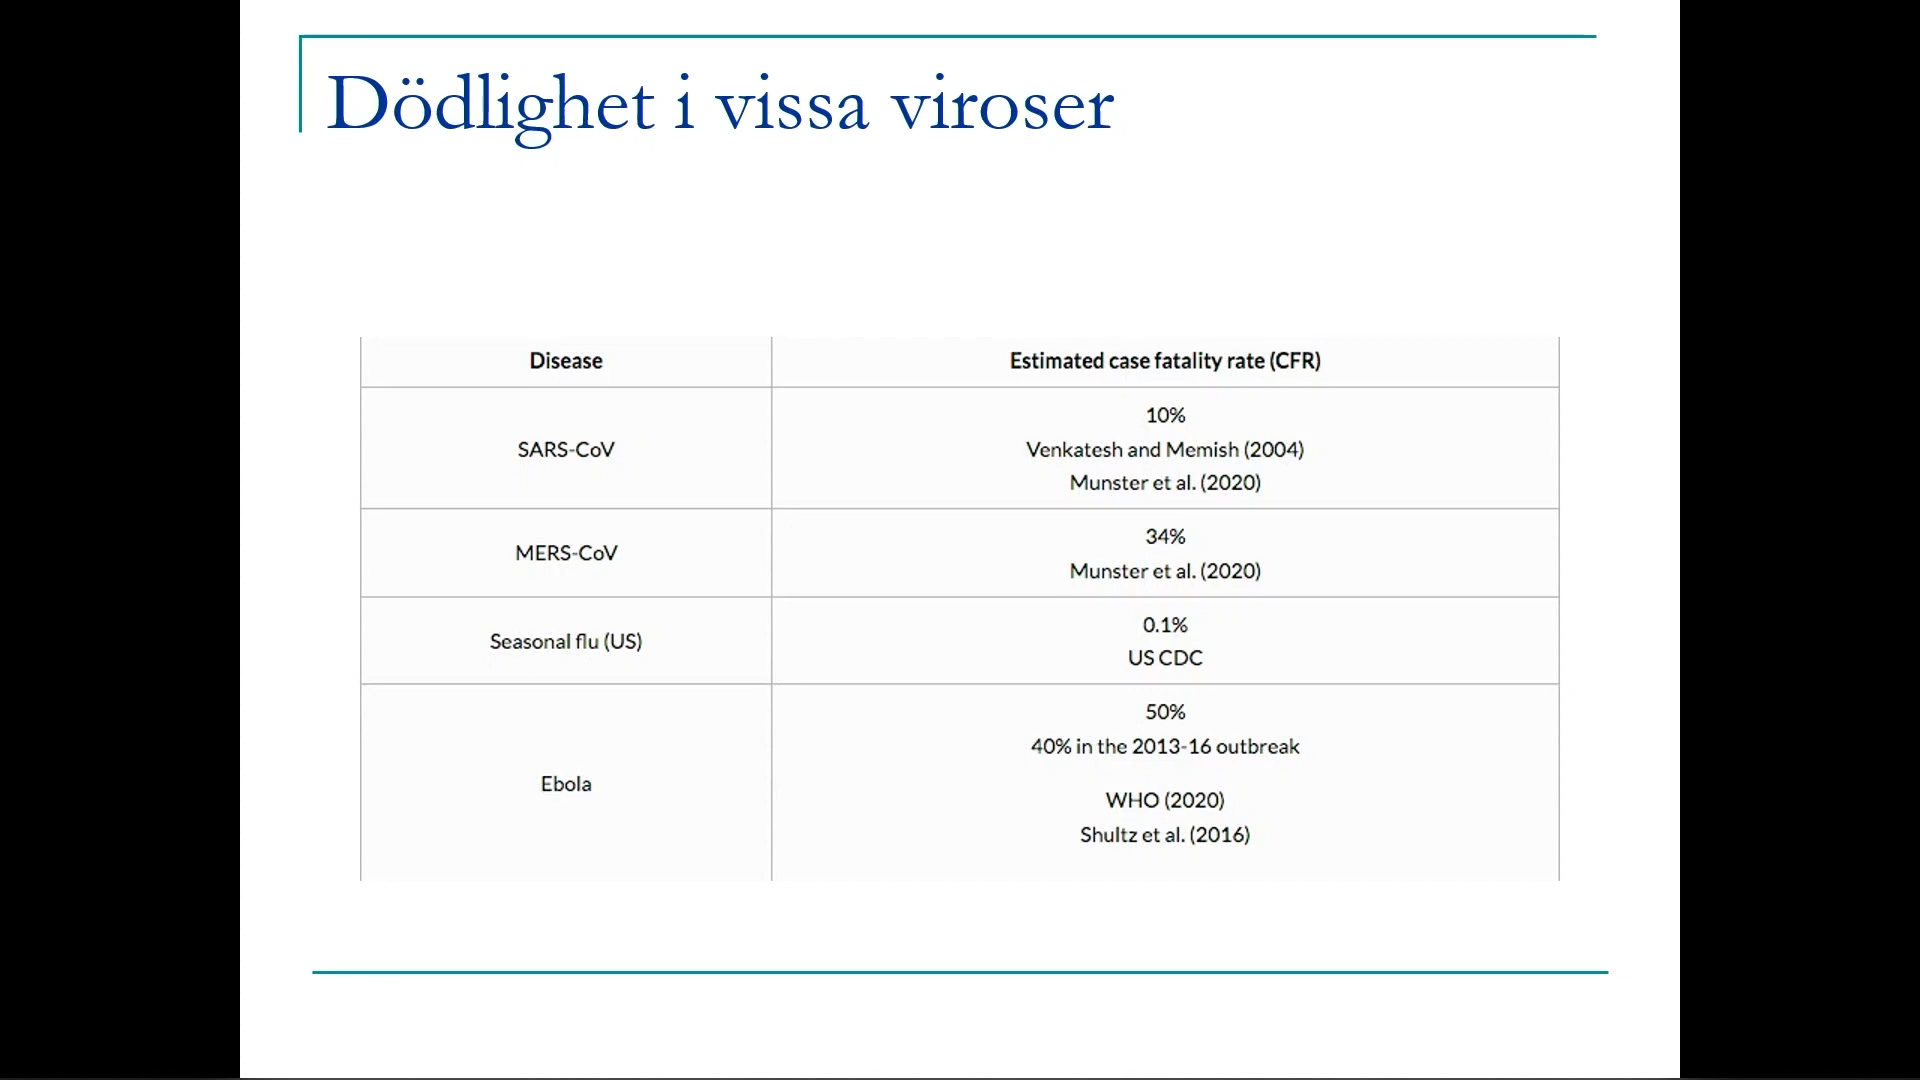 Dödlighet i vissa viroser
Disease
Estimated case fatality rate (CFR)
SARS-CoV
10%
Venkatesh and Memish (2004)
Munster et al. (2020)
MERS-CoV
34%
Munster et al. (2020)
Seasonal flu (US)
0.1%
US CDC
Ebola
50%
40% in the 2013-16 outbreak
WHO (2020)
Shultz et al. (2016)